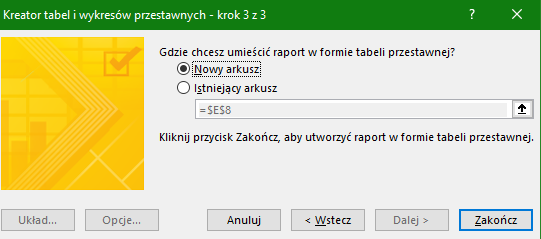 Kreator tabel i wykresów przestawnych - krok 3 z 3 ? ×
Gdzie chcesz umieścić raport w formie tabeli przestawnej?
Nowy arkusz
Istniejący arkusz
=$E$8
Kliknij przycisk Zakończ, aby utworzyć raport w formie tabeli przestawnej.
Układ... Opcje... Anuluj < Wstecz Dalej > Zakończ